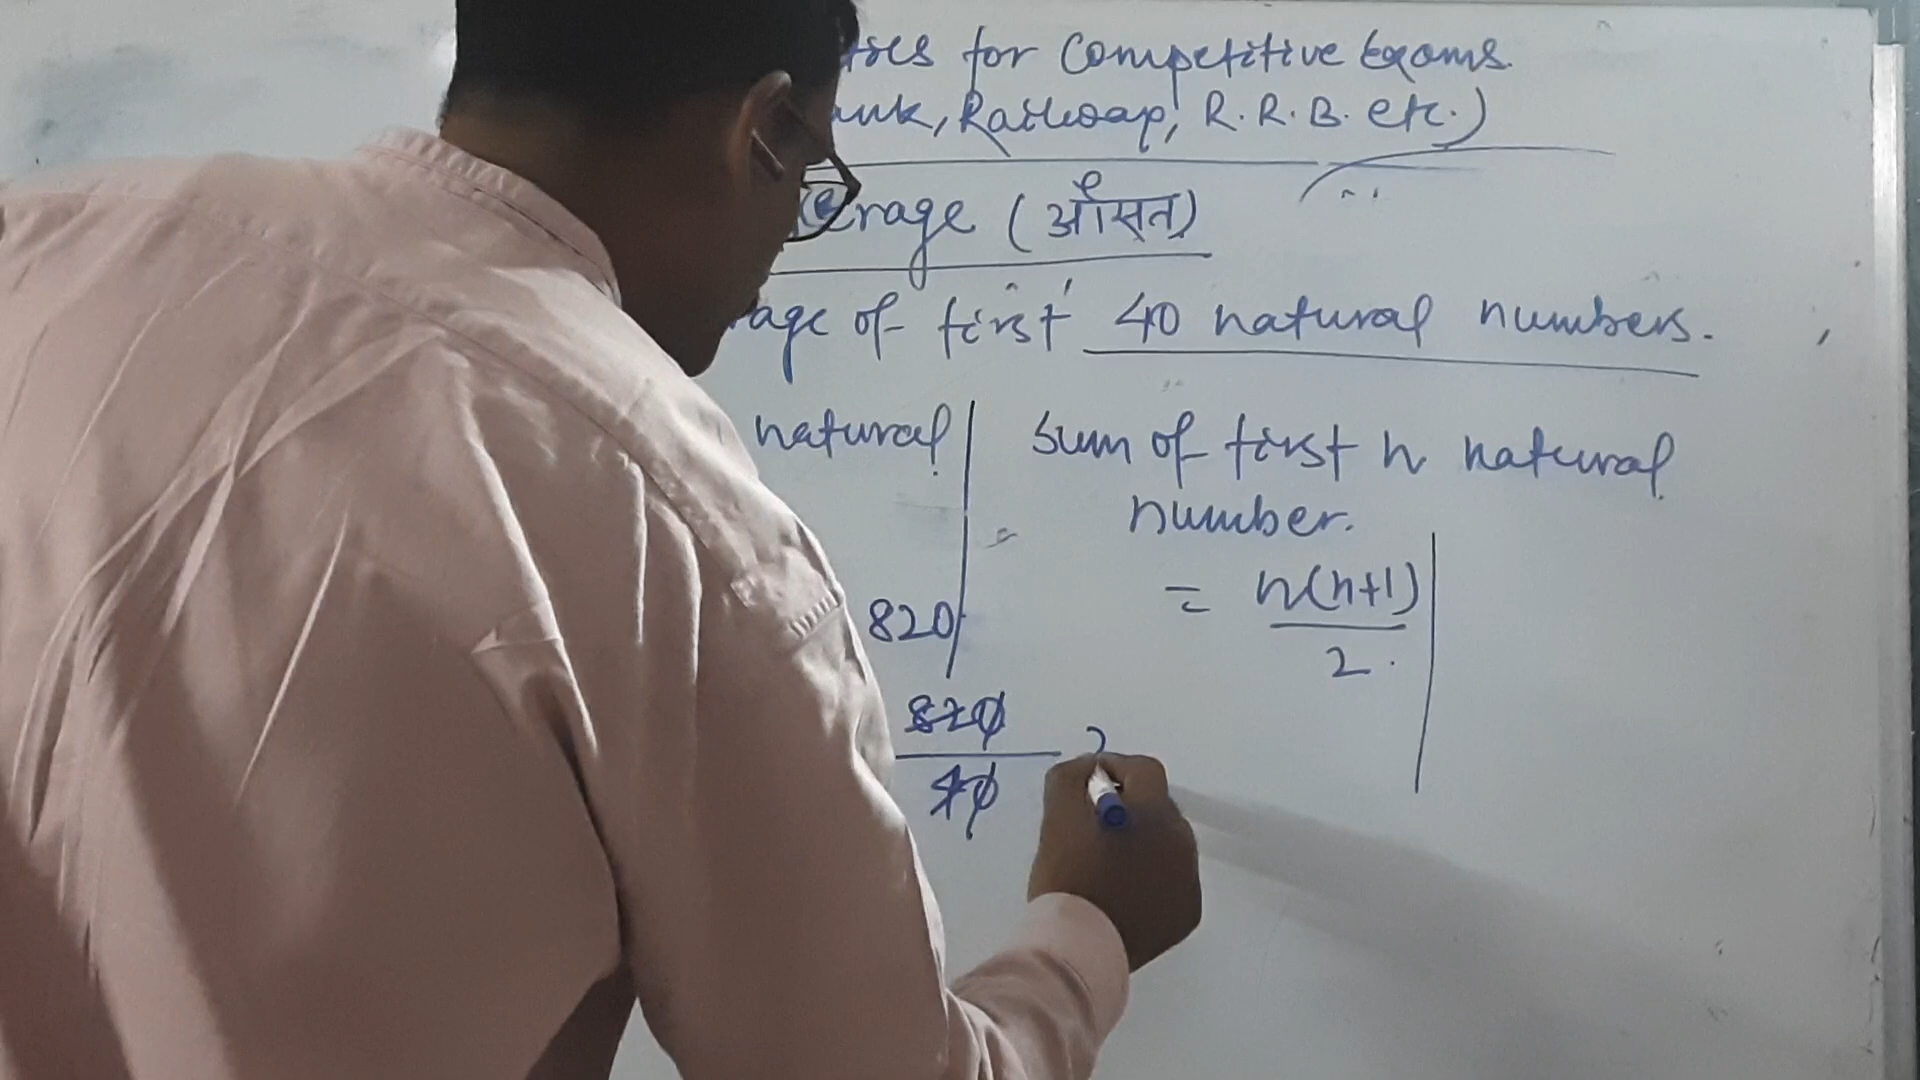 for Competitive Exams.
Railway, R.R.B. etc.)
(औसत)
of first 40 natural numbers.
natural
sum of first n natural
number.
= n(n+1)
2
820
820
40